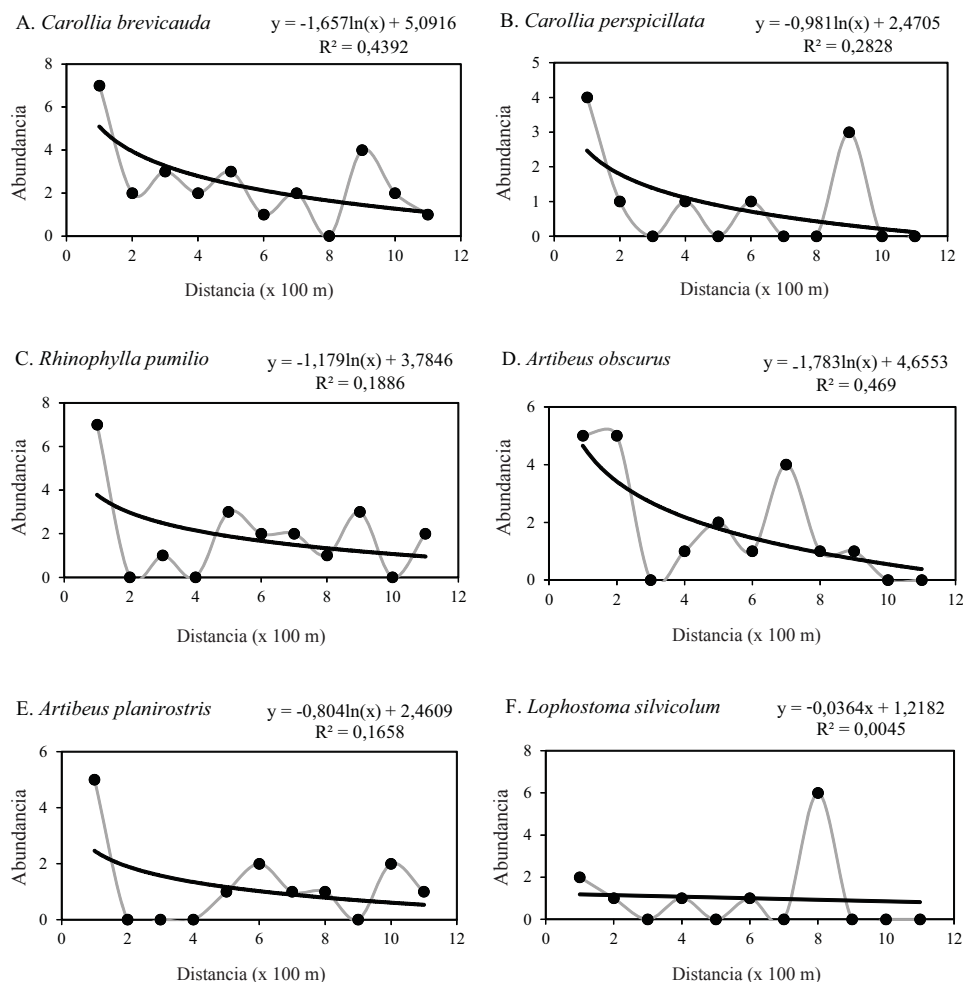 A. Carollia brevicauda
y = -1,657ln(x) + 5,0916
R² = 0,4392
Abundancia
8
6
4
2
0
0 2 4 6 8 10 12
Distancia (x 100 m)
B. Carollia perspicillata
y = -0,981ln(x) + 2,4705
R² = 0,2828
Abundancia
5
4
3
2
1
0
0 2 4 6 8 10 12
Distancia (x 100 m)
C. Rhinophylla pumilio
y = -1,179ln(x) + 3,7846
R² = 0,1886
Abundancia
8
6
4
2
0
0 2 4 6 8 10 12
Distancia (x 100 m)
D. Artibeus obscurus
y = -1,783ln(x) + 4,6553
R² = 0,469
Abundancia
6
4
2
0
0 2 4 6 8 10 12
Distancia (x 100 m)
E. Artibeus planirostris
y = -0,804ln(x) + 2,4609
R² = 0,1658
Abundancia
6
4
2
0
0 2 4 6 8 10 12
Distancia (x 100 m)
F. Lophostoma silvicolum
y = -0,0364x + 1,2182
R² = 0,0045
Abundancia
8
6
4
2
0
0 2 4 6 8 10 12
Distancia (x 100 m)